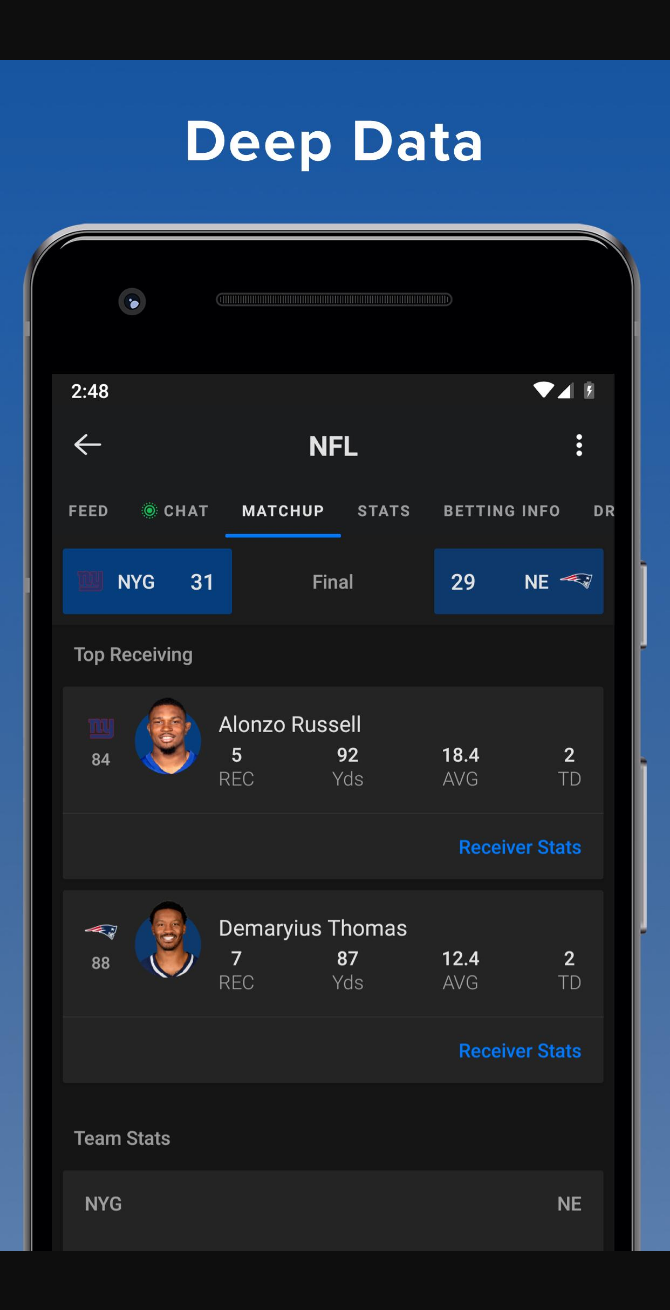 Deep Data
2:48
NFL
FEED CHAT MATCHUP STATS BETTING INFO DR
NYG 31 Final 29 NE
Top Receiving
ny
84
Alonzo Russell
5 92 18.4 2
REC Yds AVG TD
Receiver Stats
88
Demaryius Thomas
7 87 12.4 2
REC Yds AVG TD
Receiver Stats
Team Stats
NYG NE